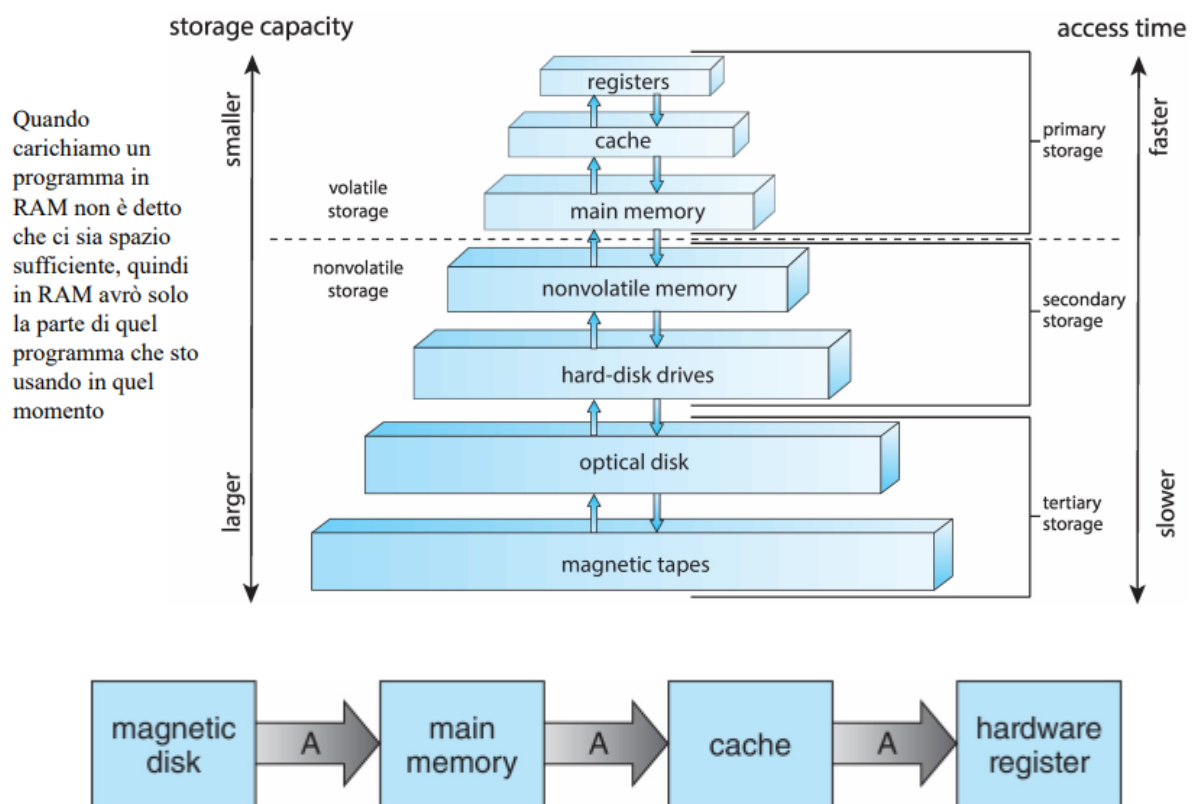 storage capacity
access time
smaller
larger
Quando
carichiamo un
programma in
RAM non è detto
che ci sia spazio
sufficiente, quindi
in RAM avrò solo
la parte di quel
programma che sto
usando in quel
momento
volatile
storage
nonvolatile
storage
registers
cache
main memory
nonvolatile memory
hard-disk drives
optical disk
magnetic tapes
primary
storage
secondary
storage
tertiary
storage
faster
slower
magnetic
disk
A
main
memory
A
cache
A
hardware
register